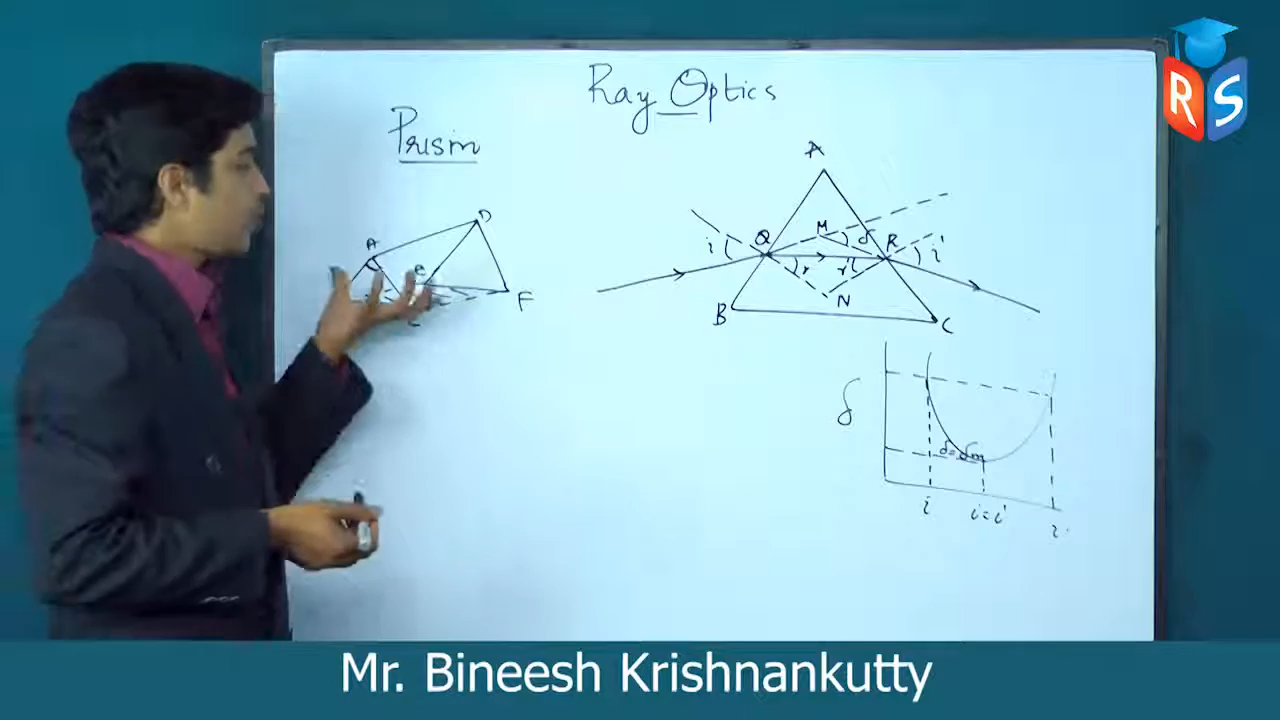 RS
Ray Optics
Prism
A
D
F
A
Q
M
δ
R
i
i'
r
r'
N
B
C
δ
δ=δm
i
i=i'
Mr. Bineesh Krishnankutty